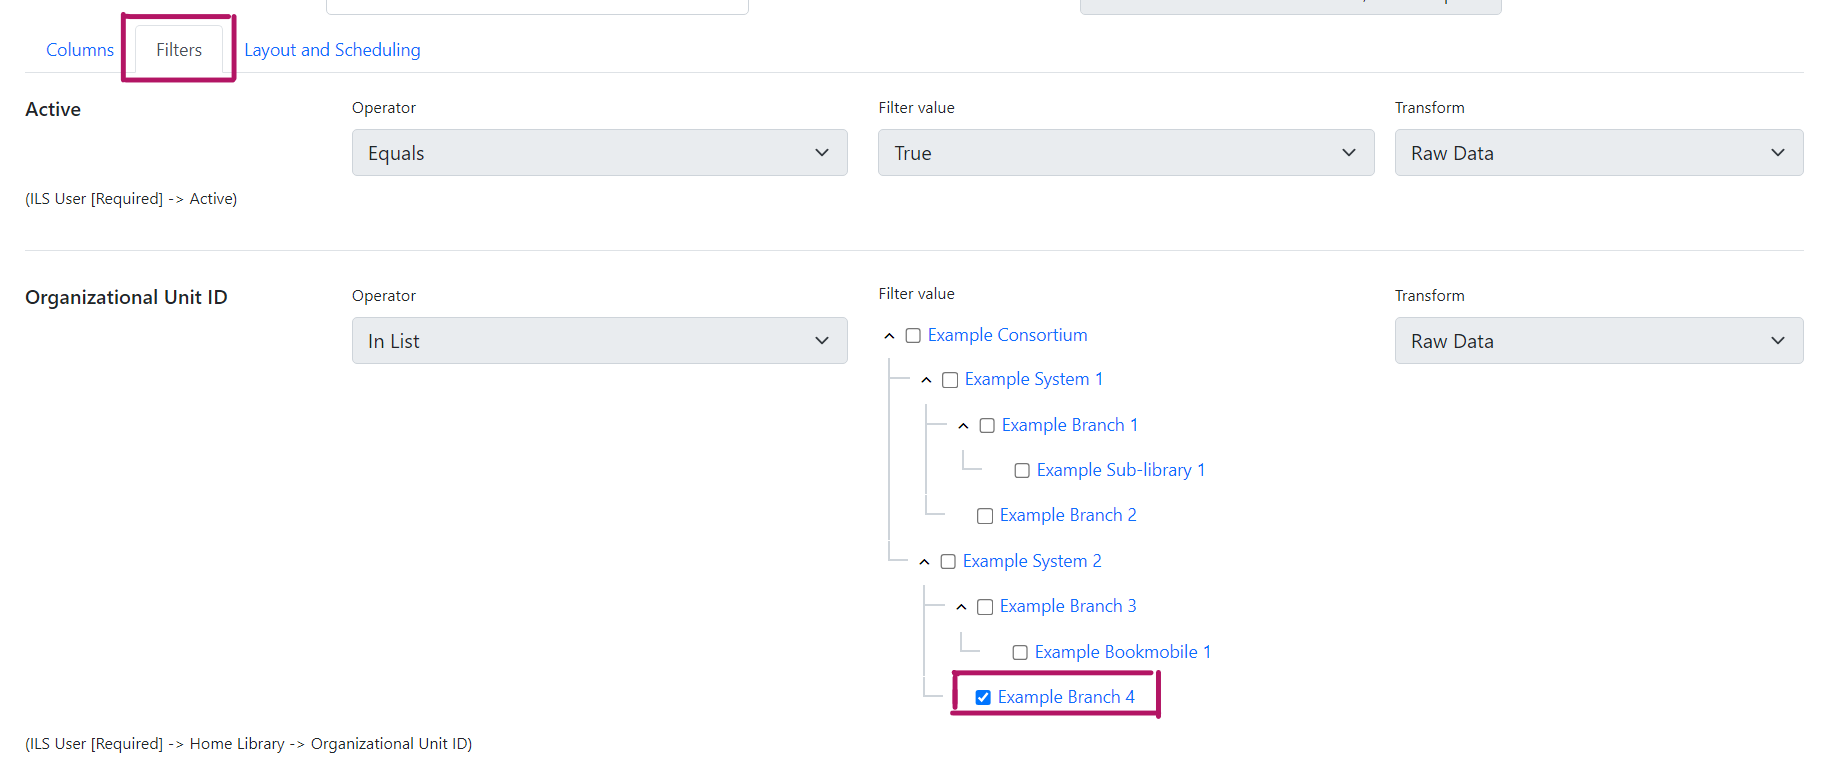 Columns Filters Layout and Scheduling
Active Operator Filter value Transform
Equals True Raw Data
(ILS User [Required] -> Active)
Organizational Unit ID Operator Filter value Transform
In List Example Consortium Raw Data
Example System 1
Example Branch 1
Example Sub-library 1
Example Branch 2
Example System 2
Example Branch 3
Example Bookmobile 1
Example Branch 4
(ILS User [Required] -> Home Library -> Organizational Unit ID)